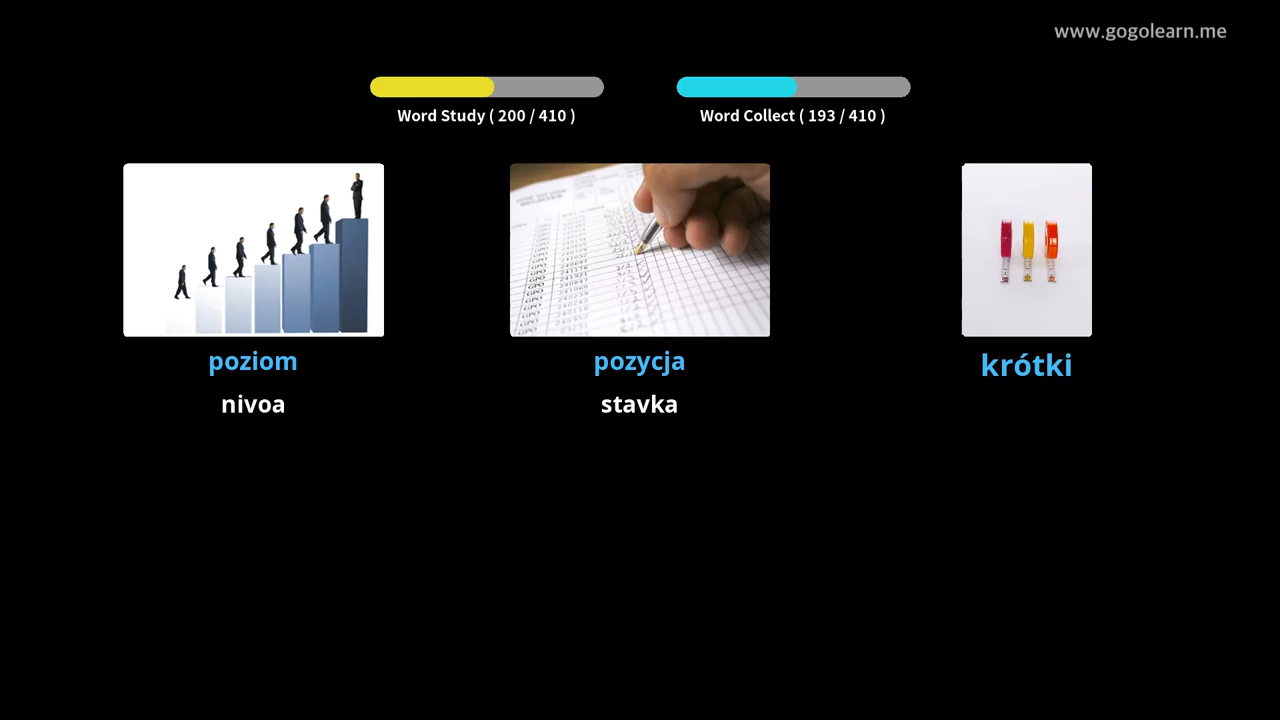 www.gogolearn.me
Word Study ( 200 / 410 )
Word Collect ( 193 / 410 )
poziom
nivoa
pozycja
stavka
krótki